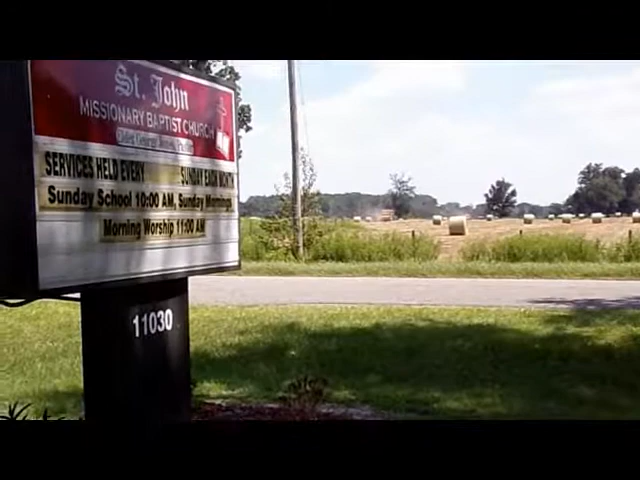 St. John
MISSIONARY BAPTIST CHURCH
SERVICES HELD EVERY SUNDAY EACH MONTH
Sunday School 10:00 AM, Sunday Mornings
Morning Worship 11:00 AM
11030